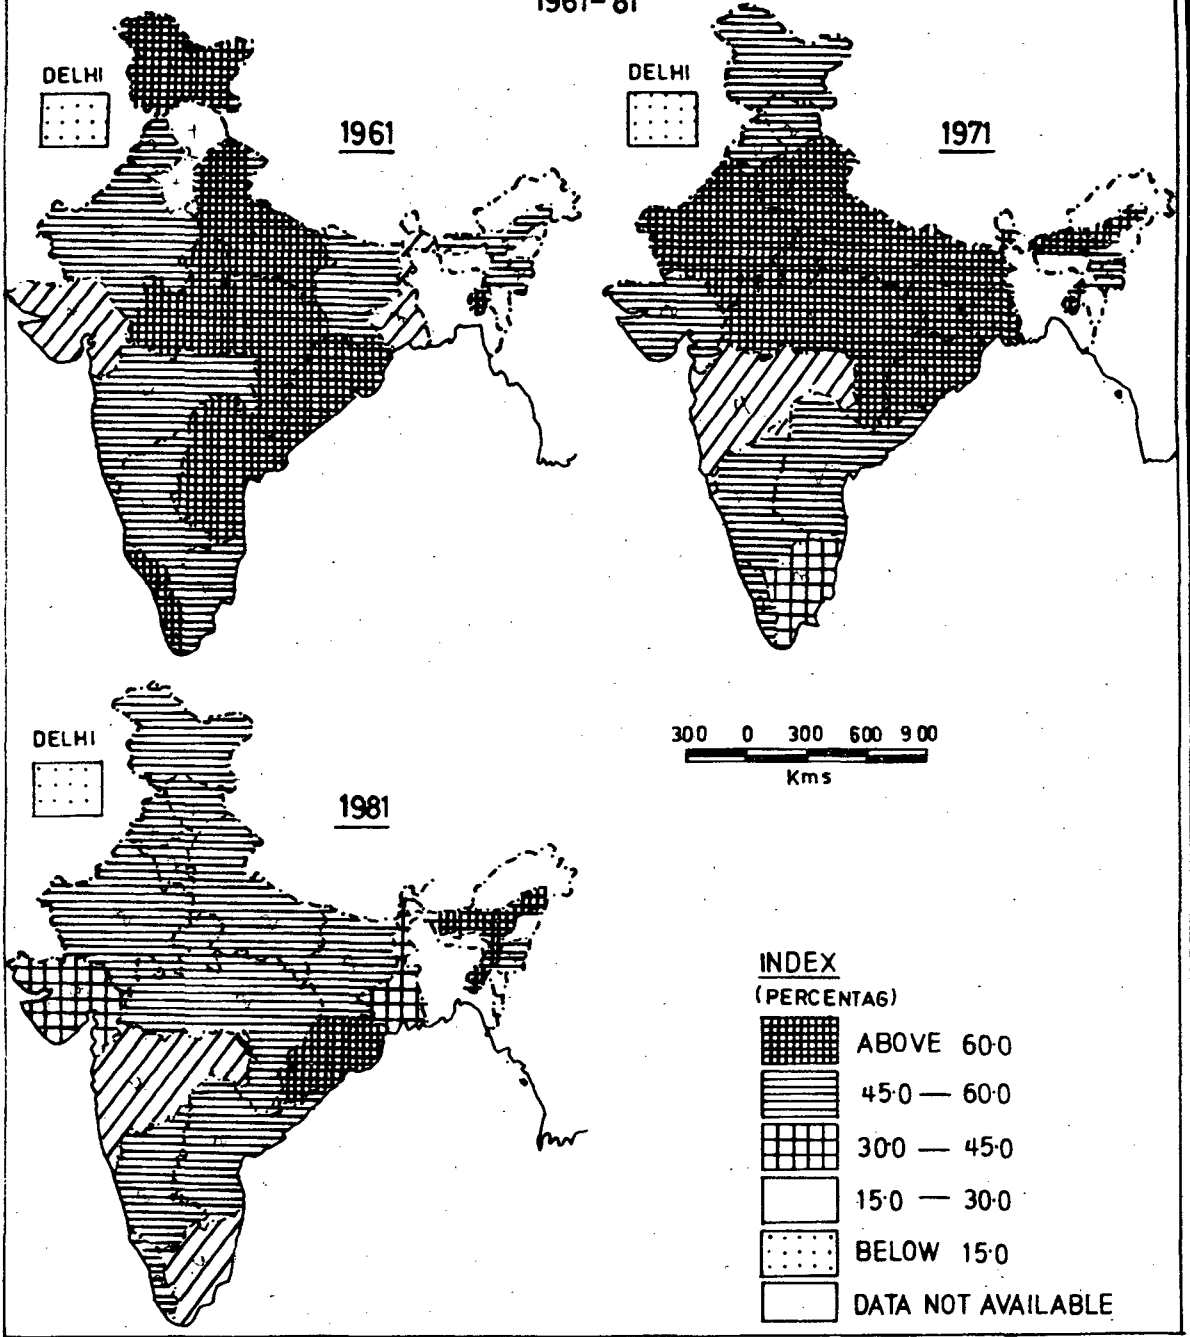 1961-81
DELHI
1961
DELHI
1971
DELHI
1981
300 0 300 600 900
Kms
INDEX
(PERCENTAG)
ABOVE 60·0
45·0 — 60·0
30·0 — 45·0
15·0 — 30·0
BELOW 15·0
DATA NOT AVAILABLE